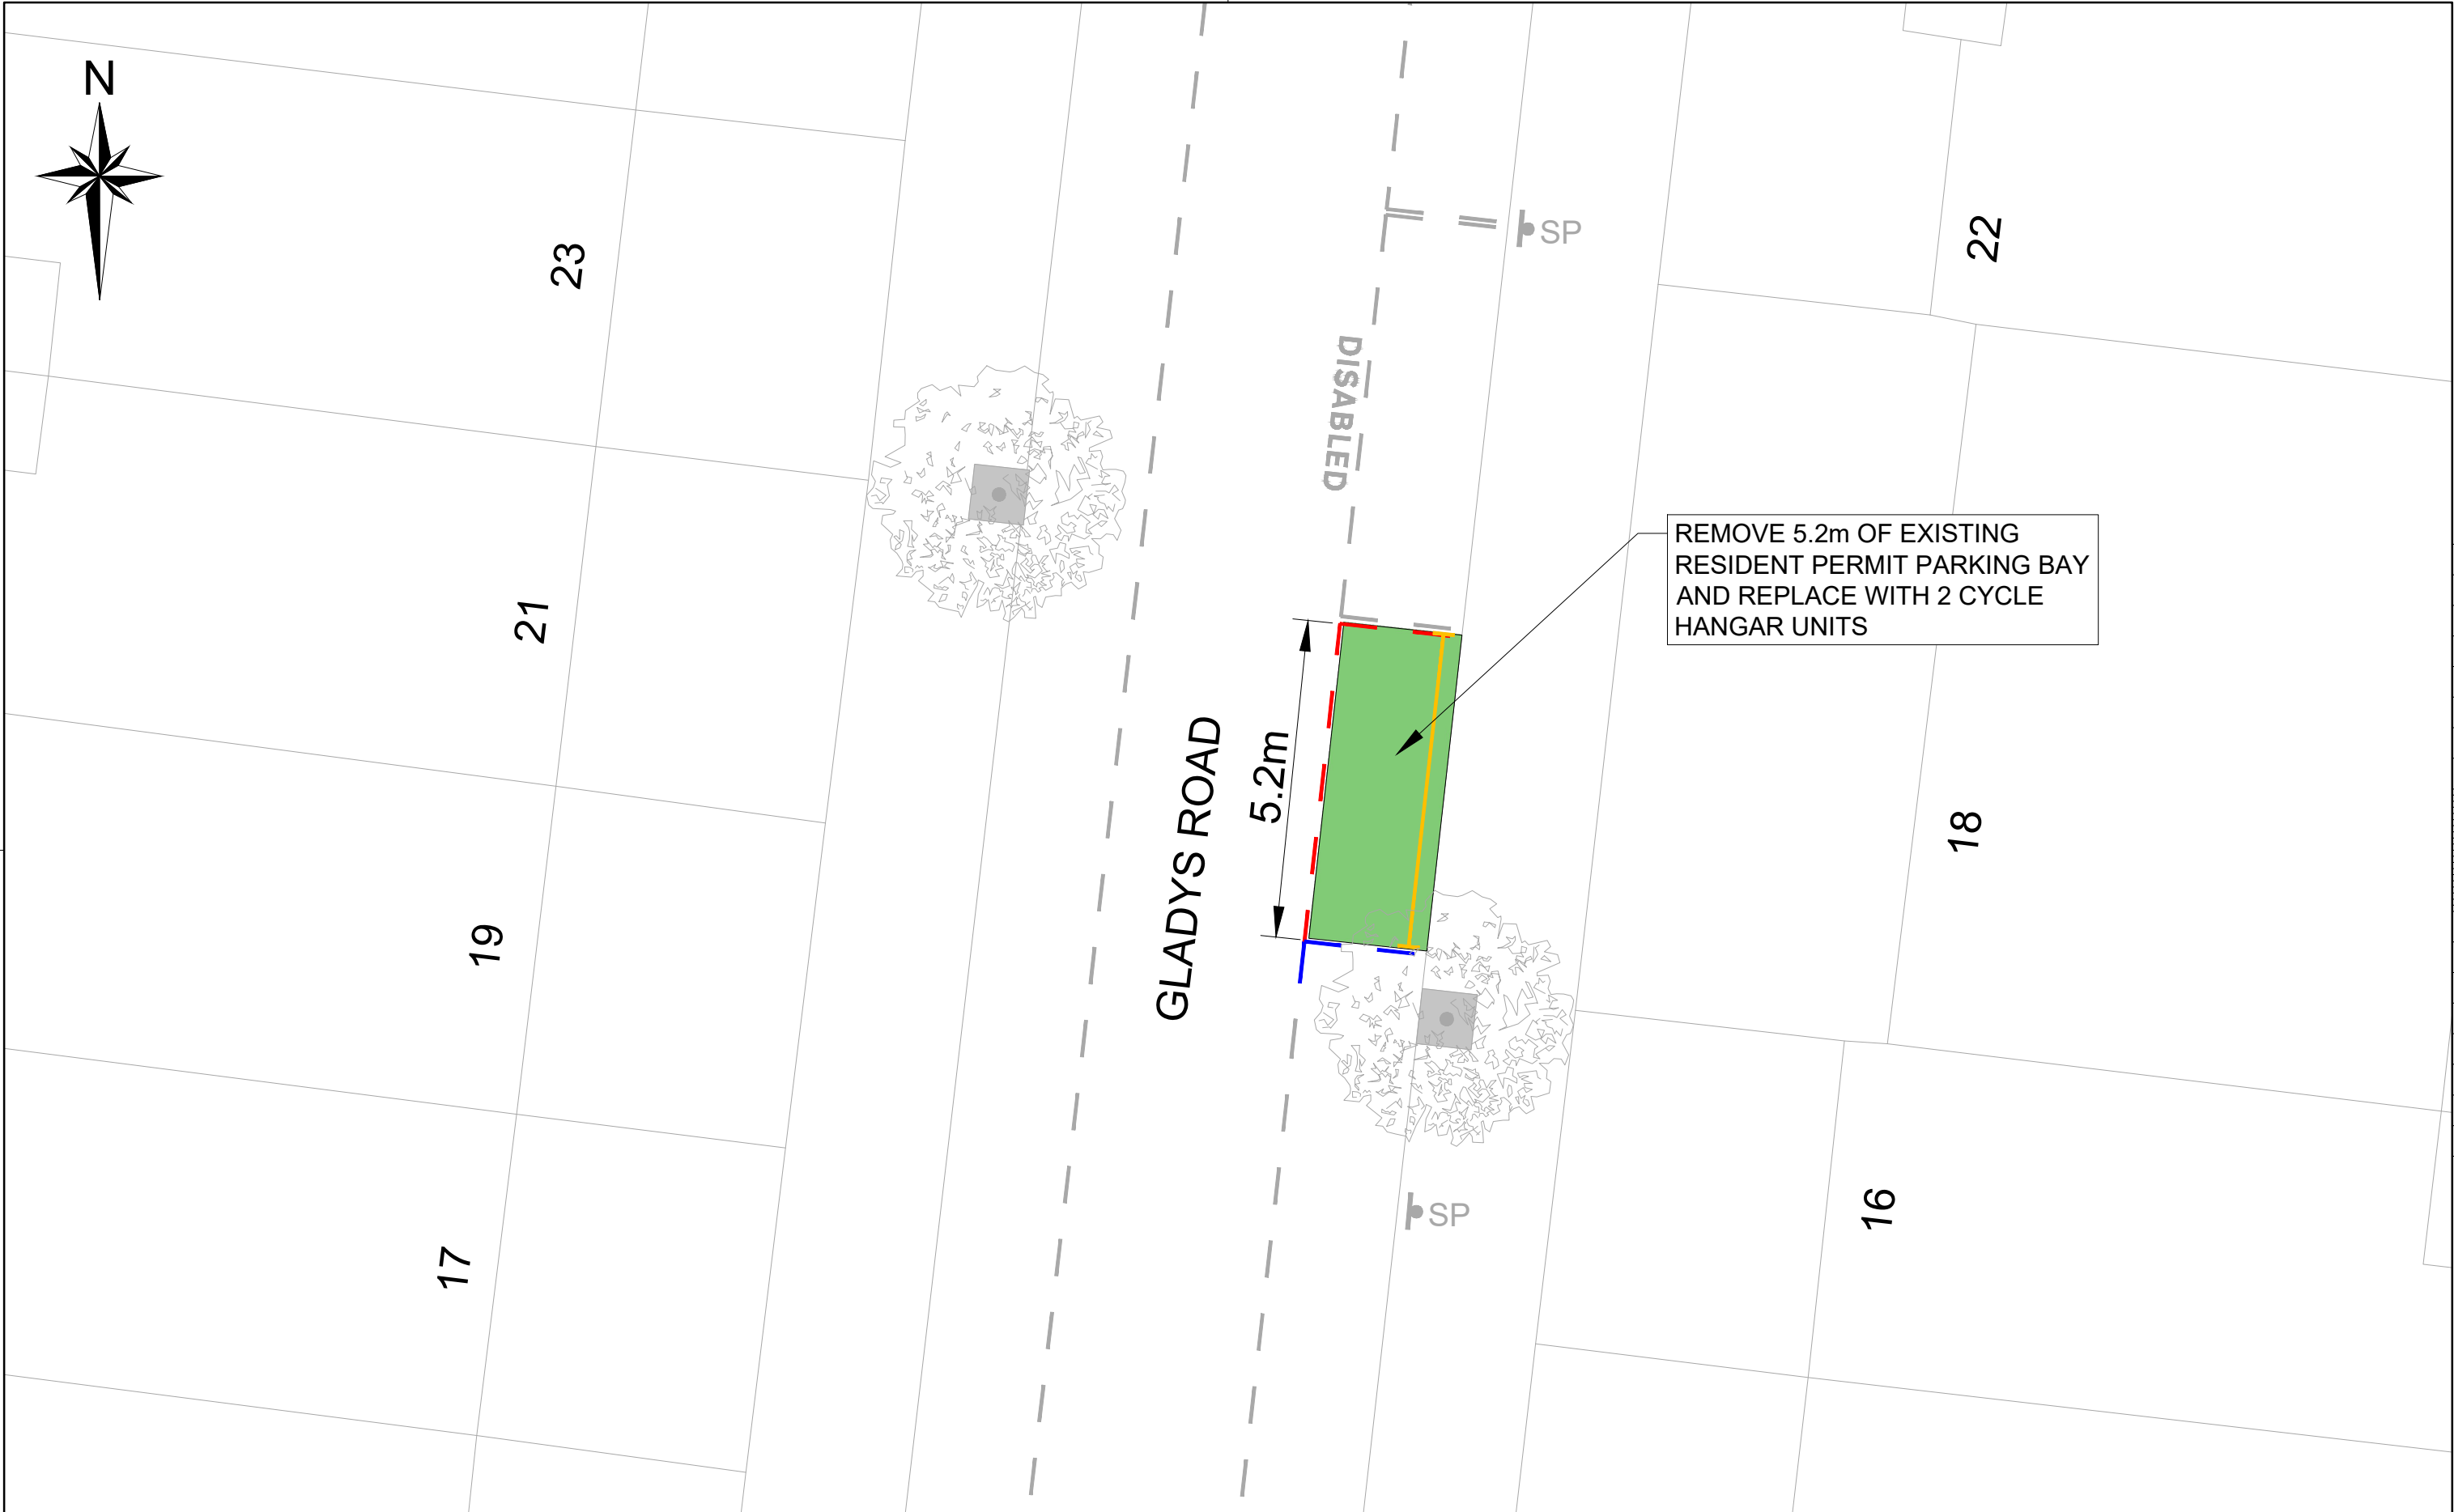 N
23
22
SP
DISABLED
REMOVE 5.2m OF EXISTING
RESIDENT PERMIT PARKING BAY
AND REPLACE WITH 2 CYCLE
HANGAR UNITS
21
GLADYS ROAD
5.2m
18
19
SP
16
17